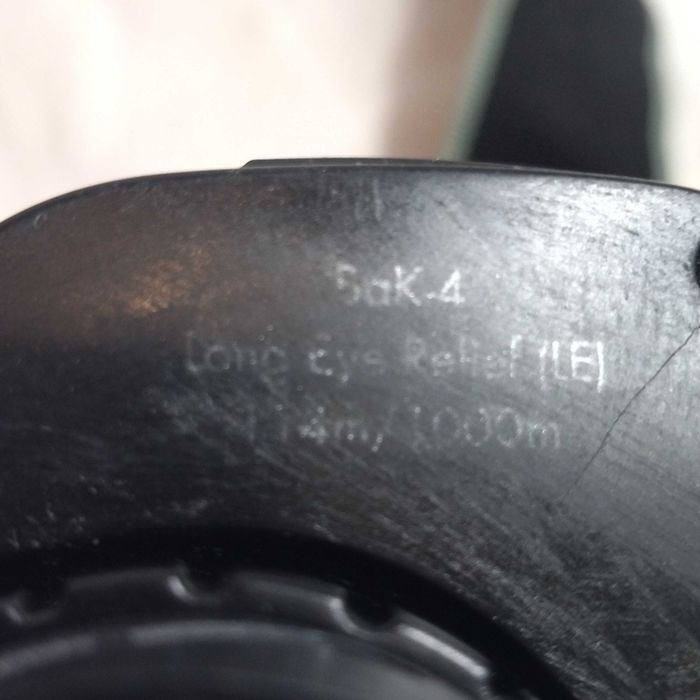 BaK-4
Long Eye Relief (LE)
114m/1000m